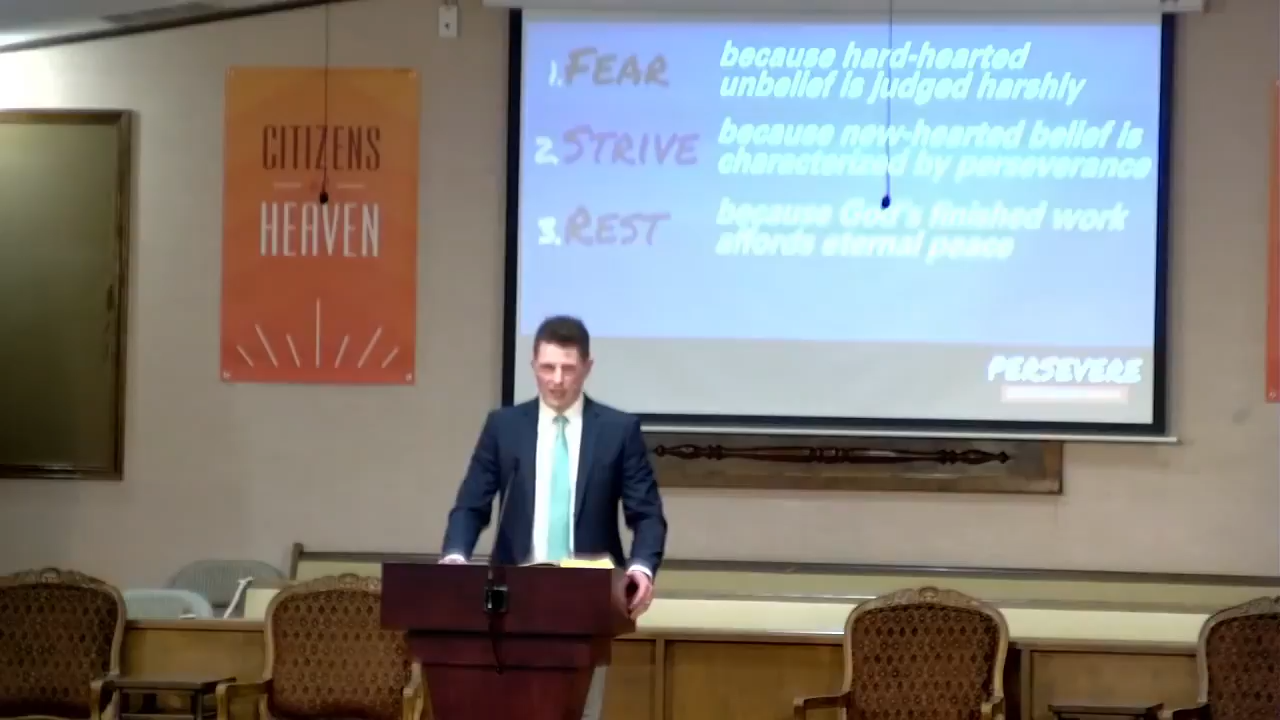 CITIZENS
HEAVEN
1. FEAR because hard-hearted
unbelief is judged harshly
2. STRIVE because new-hearted belief is
characterized by perseverance
3. REST because God's finished work
affords eternal peace
PERSEVERE